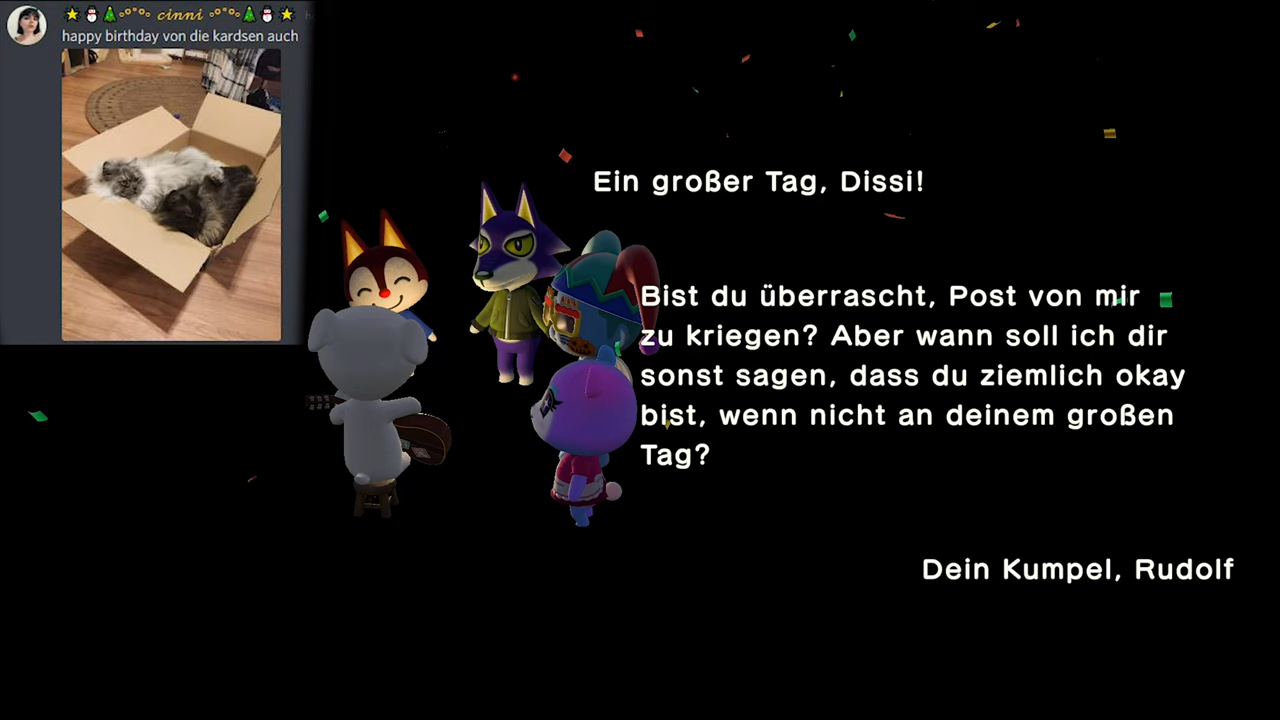 ⭐⛄🎄∘°˚∘ 𝒸𝒾𝓃𝓃𝒾 ∘°˚∘🎄⛄⭐
happy birthday von die kardsen auch
Ein großer Tag, Dissi!
Bist du überrascht, Post von mir
zu kriegen? Aber wann soll ich dir
sonst sagen, dass du ziemlich okay
bist, wenn nicht an deinem großen
Tag?
Dein Kumpel, Rudolf